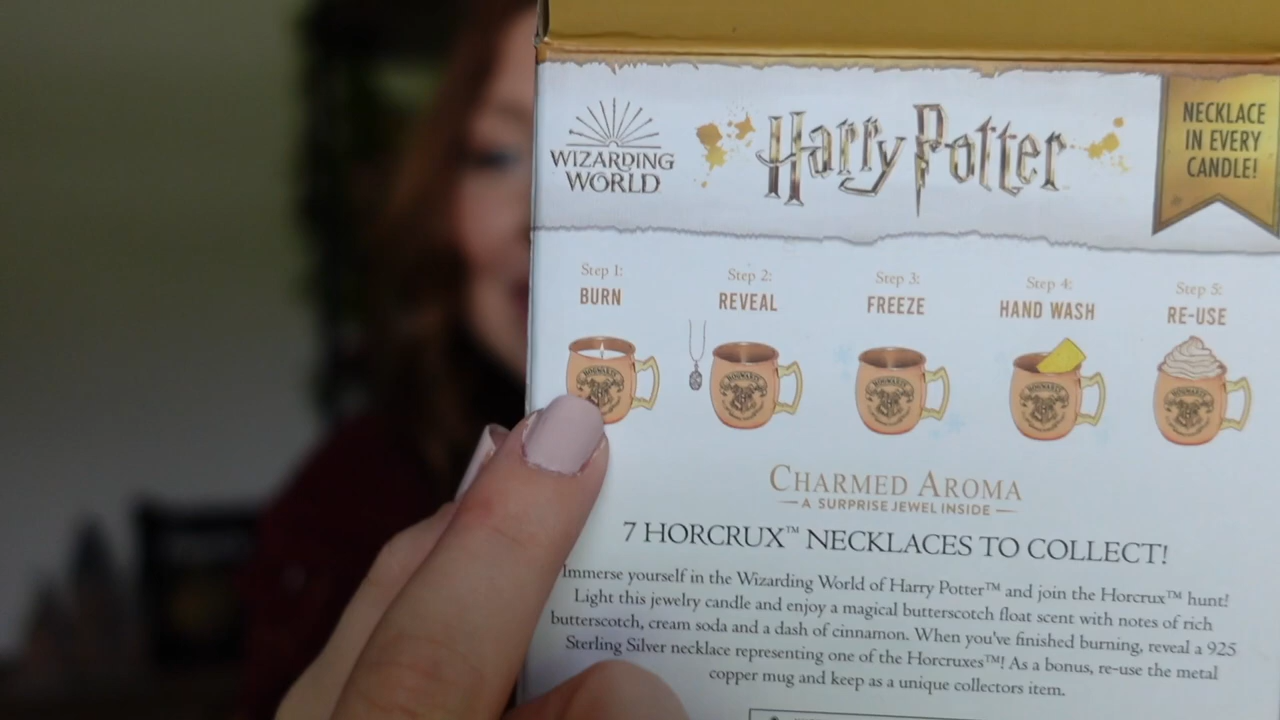 WIZARDING
WORLD
Harry Potter
NECKLACE
IN EVERY
CANDLE!
Step 1:
BURN
Step 2:
REVEAL
Step 3:
FREEZE
Step 4:
HAND WASH
Step 5:
RE-USE
HOGWARTS
HOGWARTS
HOGWARTS
HOGWARTS
HOGWARTS
CHARMED AROMA
A SURPRISE JEWEL INSIDE
7 HORCRUX™ NECKLACES TO COLLECT!
Immerse yourself in the Wizarding World of Harry Potter™ and join the Horcrux™ hunt!
Light this jewelry candle and enjoy a magical butterscotch float scent with notes of rich
butterscotch, cream soda and a dash of cinnamon. When you've finished burning, reveal a 925
Sterling Silver necklace representing one of the Horcruxes™! As a bonus, re-use the metal
copper mug and keep as a unique collectors item.